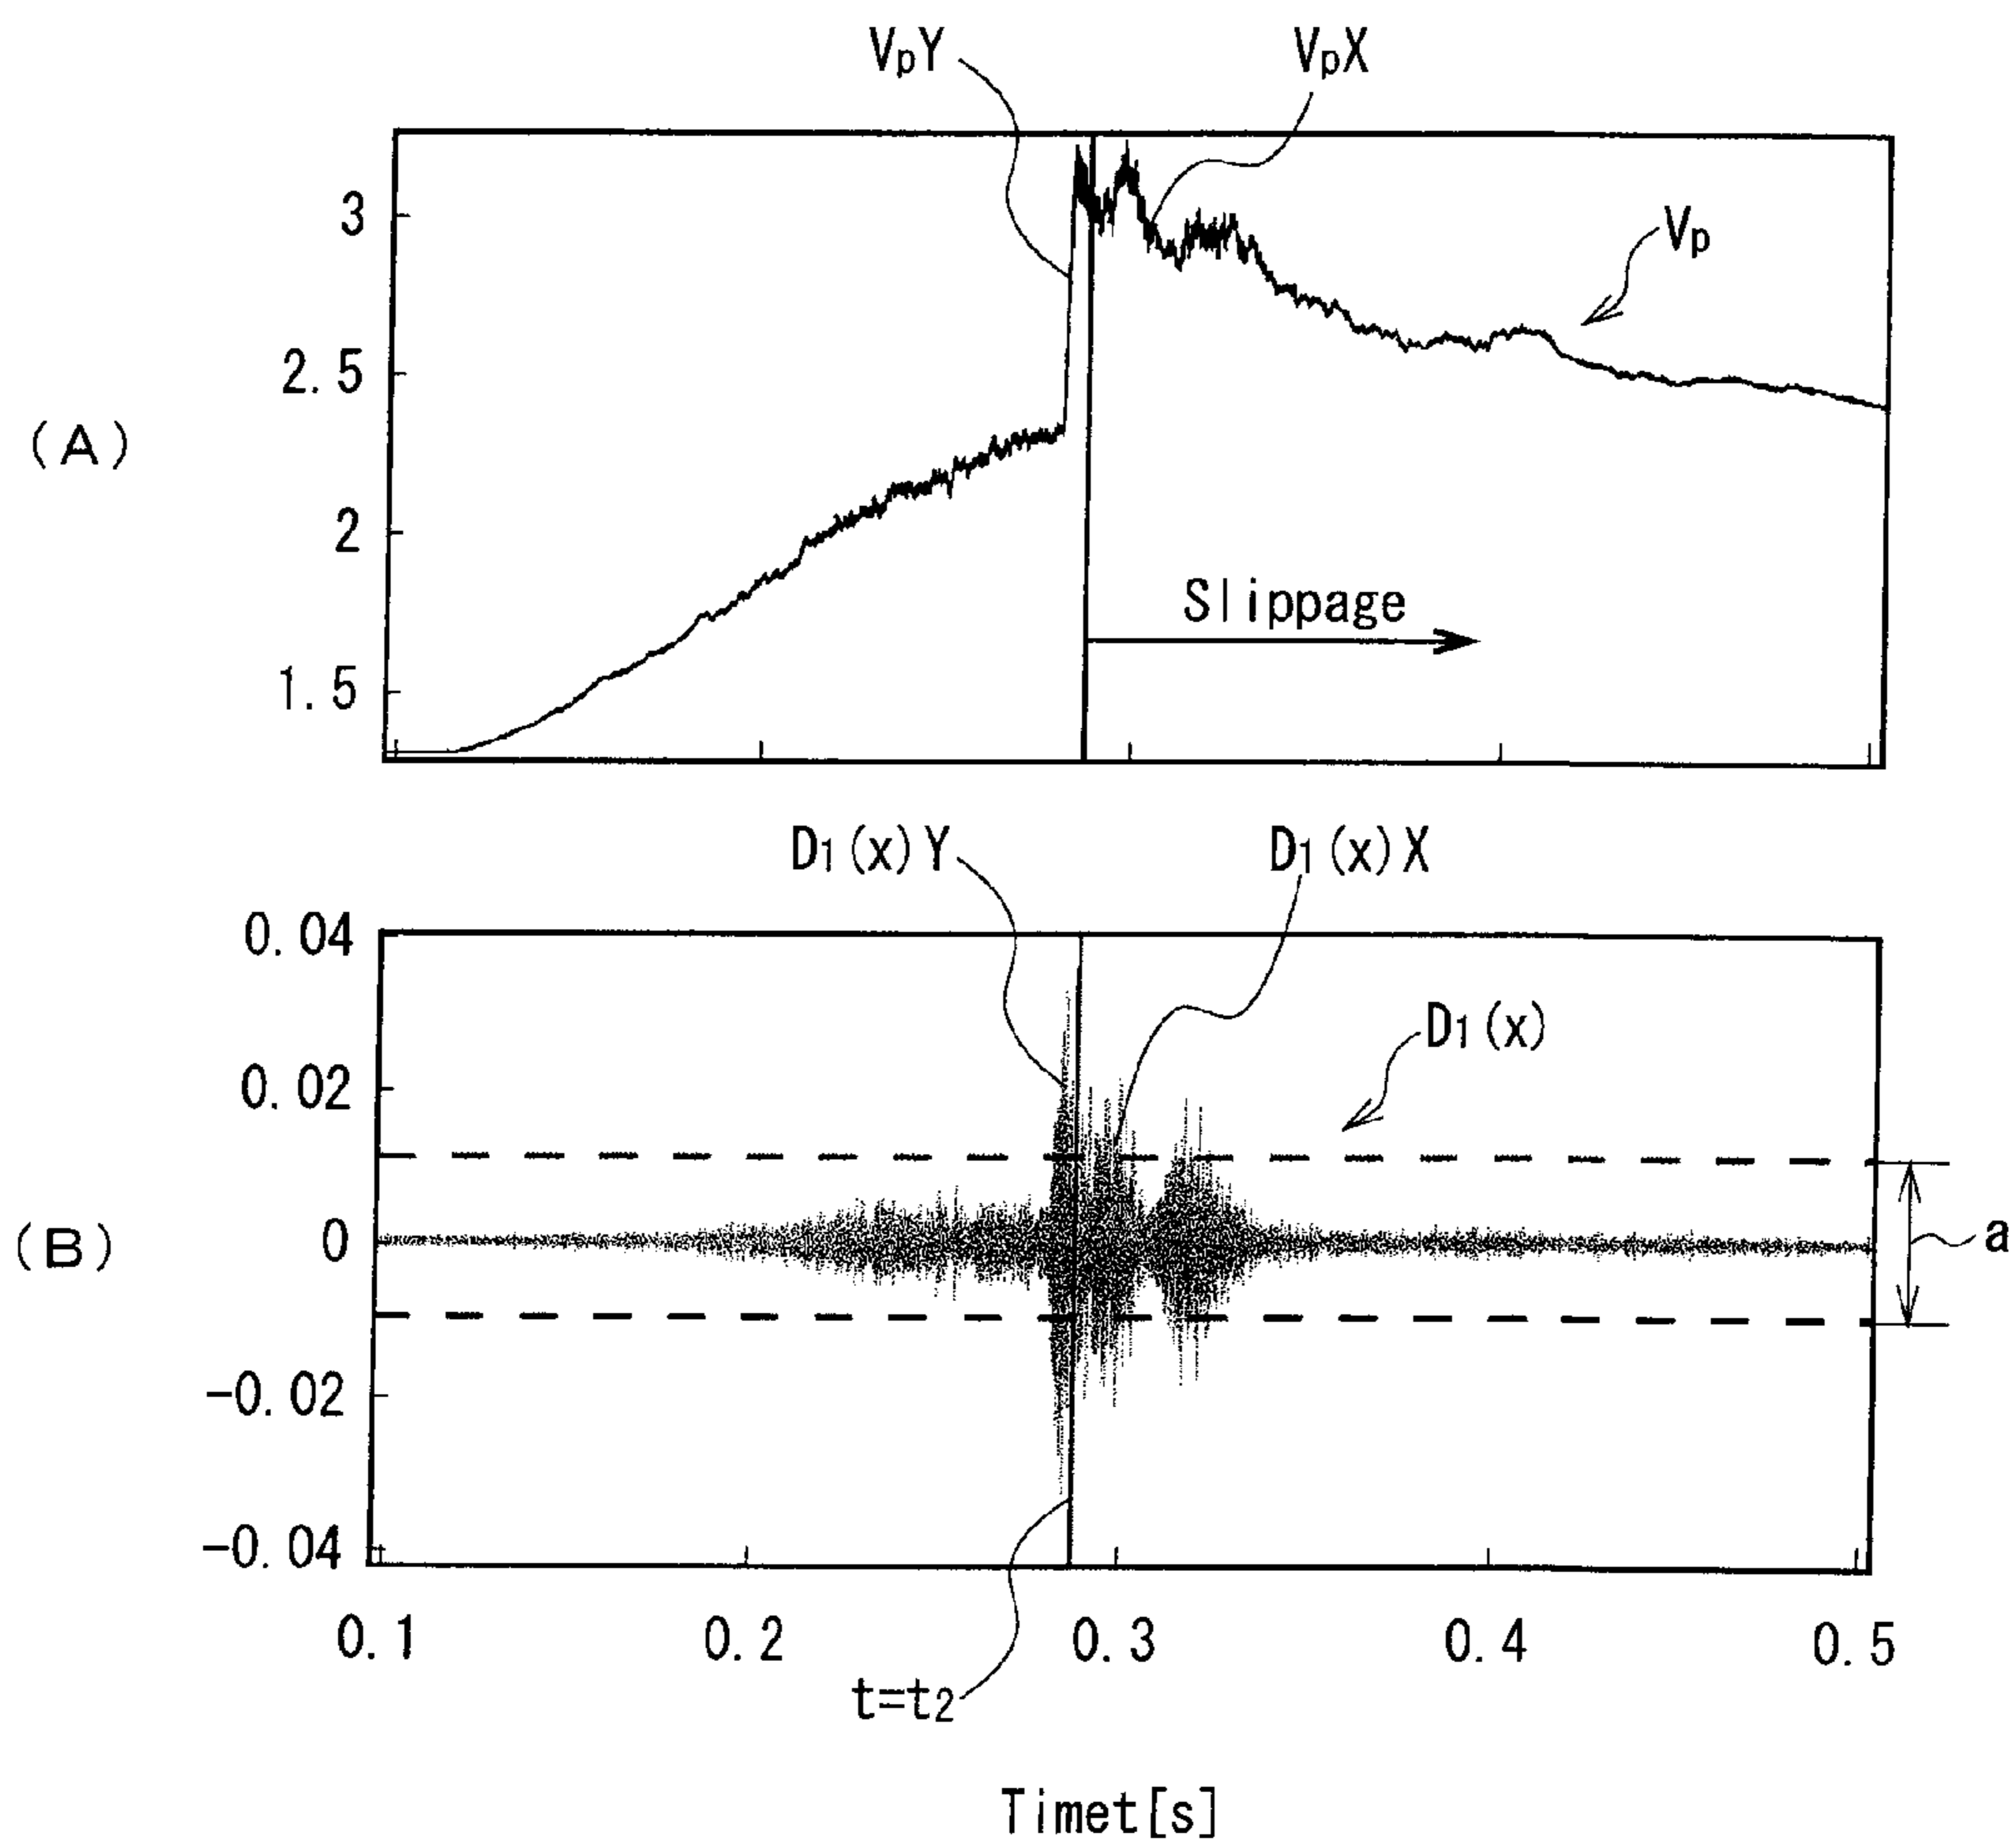 VpY
VpX
3
Vp
2.5
(A)
2
Slippage
1.5
D1(x)Y
D1(x)X
0.04
D1(x)
0.02
(B)
0
a
-0.02
-0.04
0.1 0.2 0.3 0.4 0.5
t=t2
Timet[s]